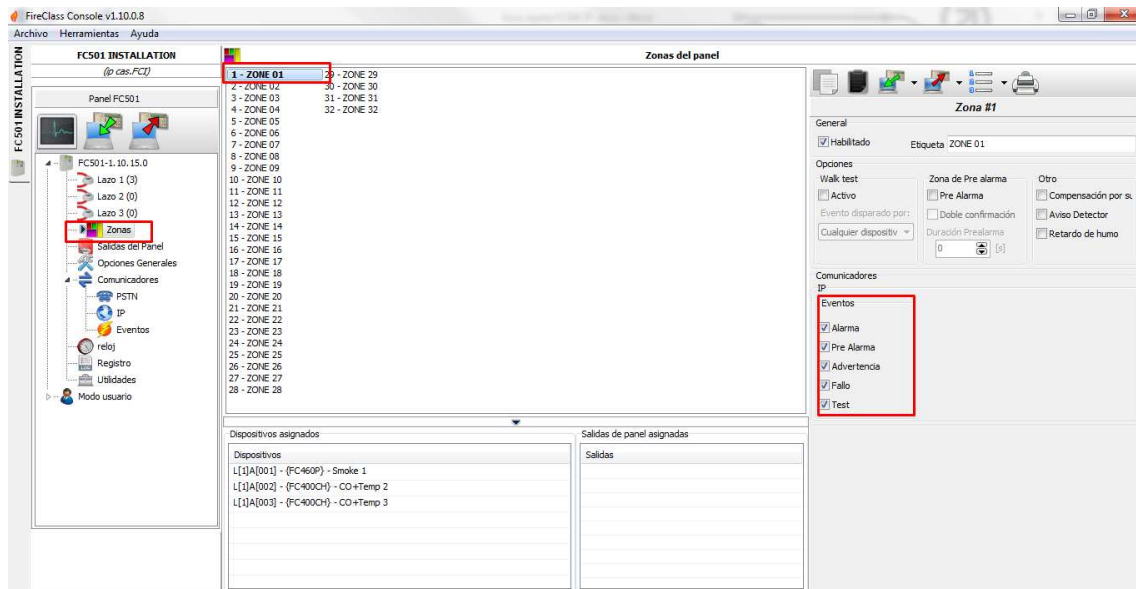 FireClass Console v1.10.0.8
Archivo Herramientas Ayuda
FC501 INSTALLATION
FC501 INSTALLATION
(ip cas.FCI)
Panel FC501
FC501-1.10.15.0
Lazo 1 (3)
Lazo 2 (0)
Lazo 3 (0)
Zonas
Salidas del Panel
Opciones Generales
Comunicadores
PSTN
IP
Eventos
reloj
Registro
Utilidades
Modo usuario
Zonas del panel
1 - ZONE 01
2 - ZONE 02
3 - ZONE 03
4 - ZONE 04
5 - ZONE 05
6 - ZONE 06
7 - ZONE 07
8 - ZONE 08
9 - ZONE 09
10 - ZONE 10
11 - ZONE 11
12 - ZONE 12
13 - ZONE 13
14 - ZONE 14
15 - ZONE 15
16 - ZONE 16
17 - ZONE 17
18 - ZONE 18
19 - ZONE 19
20 - ZONE 20
21 - ZONE 21
22 - ZONE 22
23 - ZONE 23
24 - ZONE 24
25 - ZONE 25
26 - ZONE 26
27 - ZONE 27
28 - ZONE 28
29 - ZONE 29
30 - ZONE 30
31 - ZONE 31
32 - ZONE 32
Dispositivos asignados
Dispositivos
L[1]A[001] - {FC460P} - Smoke 1
L[1]A[002] - {FC400CH} - CO+Temp 2
L[1]A[003] - {FC400CH} - CO+Temp 3
Salidas de panel asignadas
Salidas
Zona #1
General
Habilitado
Etiqueta ZONE 01
Opciones
Walk test
Activo
Evento disparado por:
Cualquier dispositiv
Zona de Pre alarma
Pre Alarma
Doble confirmación
Duración Prealarma
0 [s]
Otro
Compensación por su
Aviso Detector
Retardo de humo
Comunicadores
IP
Eventos
Alarma
Pre Alarma
Advertencia
Fallo
Test